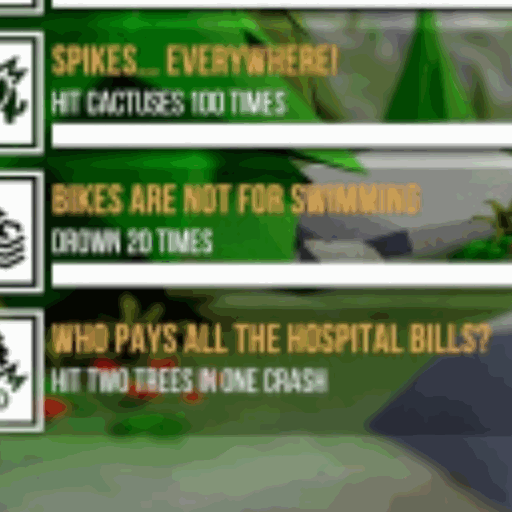 SPIKES... EVERYWHERE!
HIT CACTUSES 100 TIMES
BIKES ARE NOT FOR SWIMMING
DROWN 20 TIMES
WHO PAYS ALL THE HOSPITAL BILLS?
HIT TWO TREES IN ONE CRASH